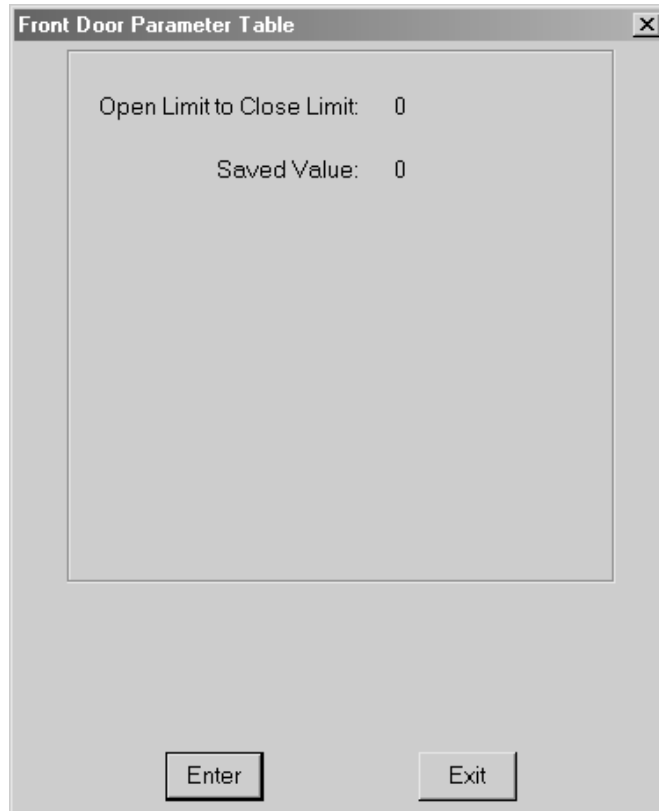 Front Door Parameter Table
Open Limit to Close Limit: 0
Saved Value: 0
Enter Exit